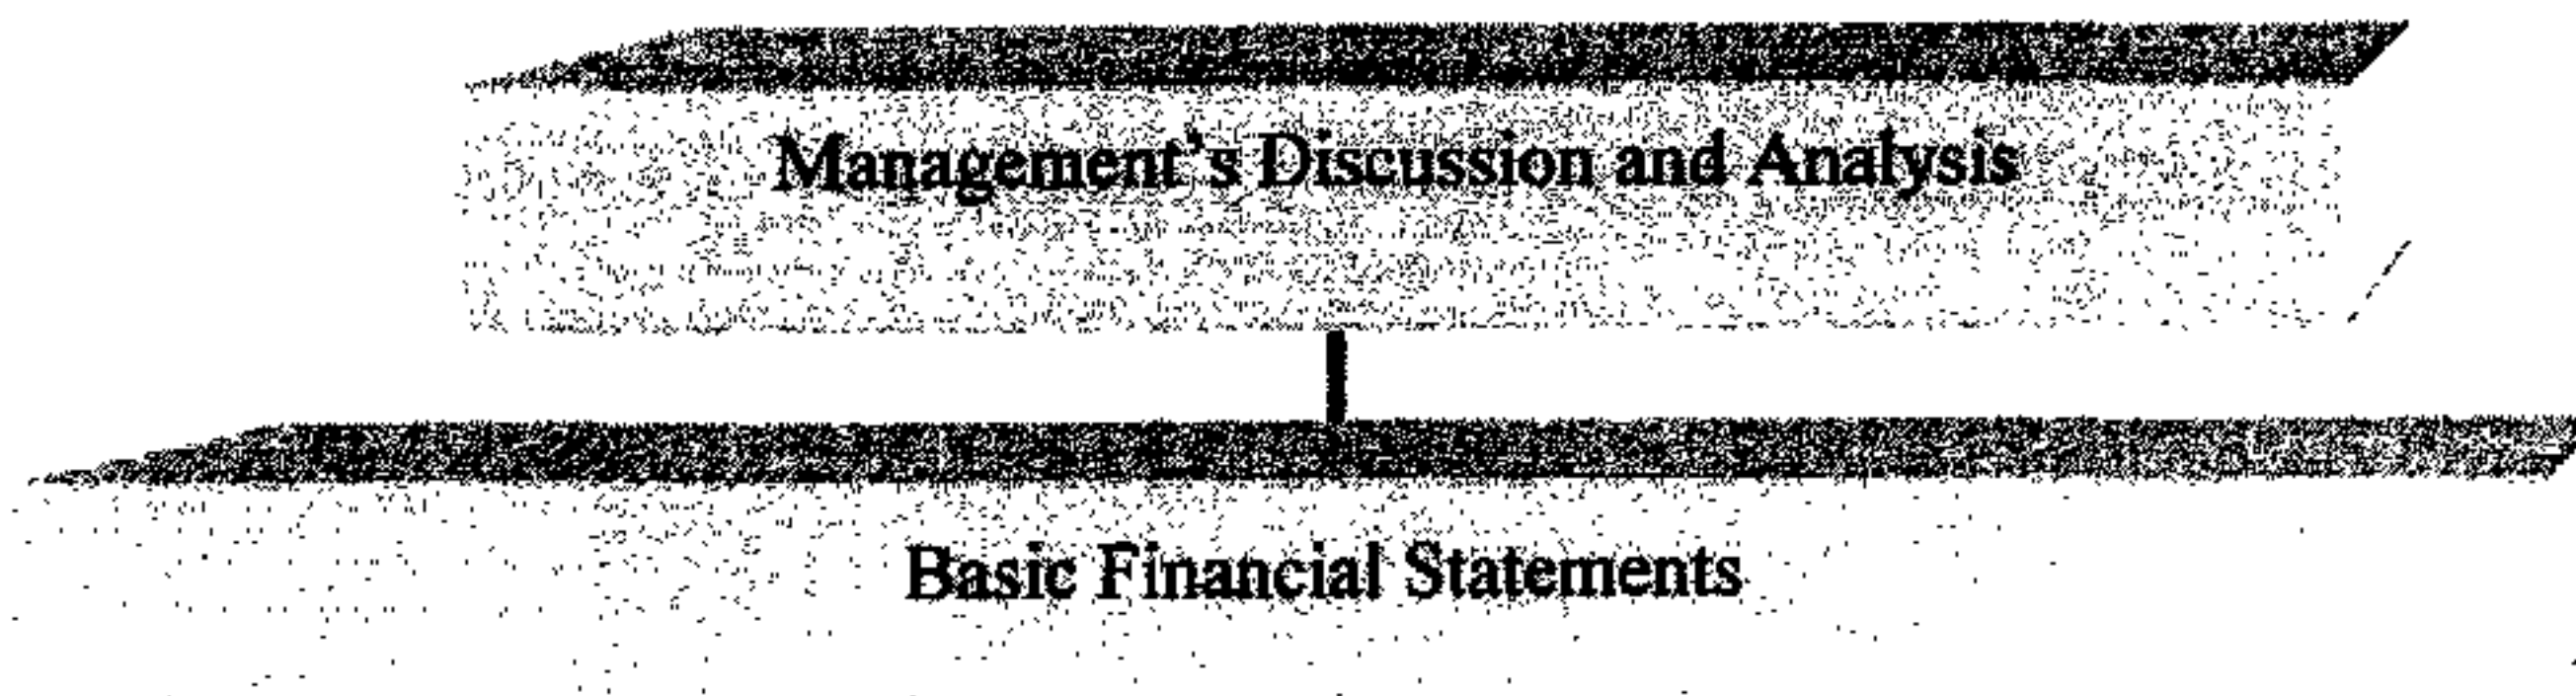 Management's Discussion and Analysis
Basic Financial Statements